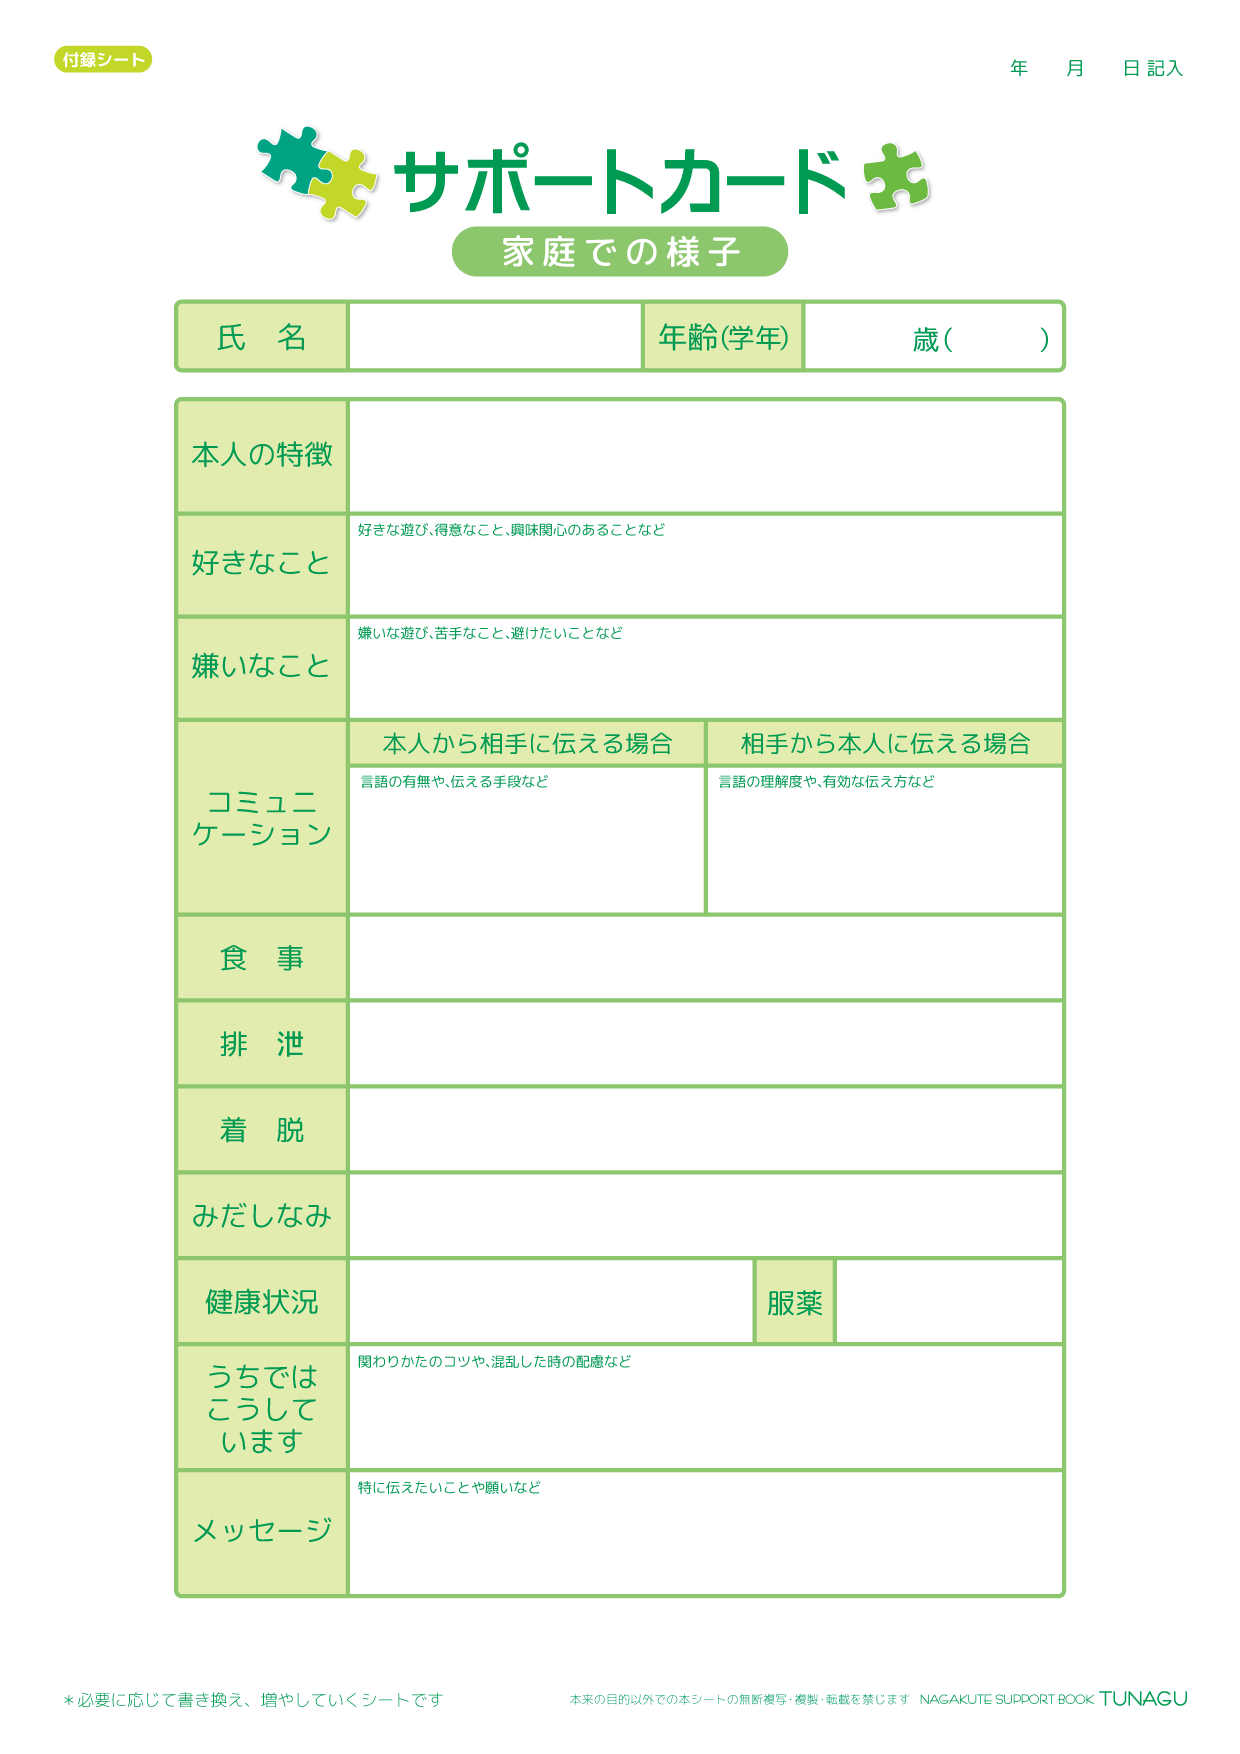 付録シート
年　　月　　日 記入
サポートカード
家庭での様子
氏　名
年齢(学年)
歳(　　　)
本人の特徴
好きなこと
好きな遊び、得意なこと、興味関心のあることなど
嫌いなこと
嫌いな遊び、苦手なこと、避けたいことなど
コミュニ
ケーション
本人から相手に伝える場合
相手から本人に伝える場合
言語の有無や、伝える手段など
言語の理解度や、有効な伝え方など
食　事
排　泄
着　脱
みだしなみ
健康状況
服薬
うちでは
こうして
います
関わりかたのコツや、混乱した時の配慮など
メッセージ
特に伝えたいことや願いなど
＊必要に応じて書き換え、増やしていくシートです
本来の目的以外での本シートの無断複写・複製・転載を禁じます　NAGAKUTE SUPPORT BOOK TUNAGU